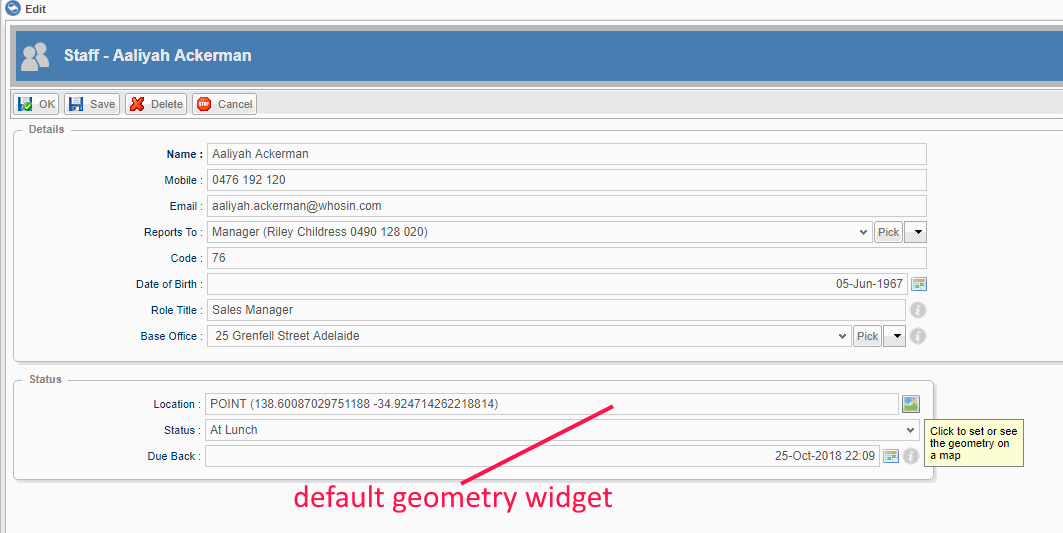 Edit
Staff - Aaliyah Ackerman
OK Save Delete STOP Cancel
Details
Name : Aaliyah Ackerman
Mobile : 0476 192 120
Email : aaliyah.ackerman@whosin.com
Reports To : Manager (Riley Childress 0490 128 020) Pick
Code : 76
Date of Birth : 05-Jun-1967
Role Title : Sales Manager
Base Office : 25 Grenfell Street Adelaide Pick
Status
Location : POINT (138.60087029751188 -34.924714262218814)
Status : At Lunch
Due Back : 25-Oct-2018 22:09
Click to set or see
the geometry on
a map
default geometry widget